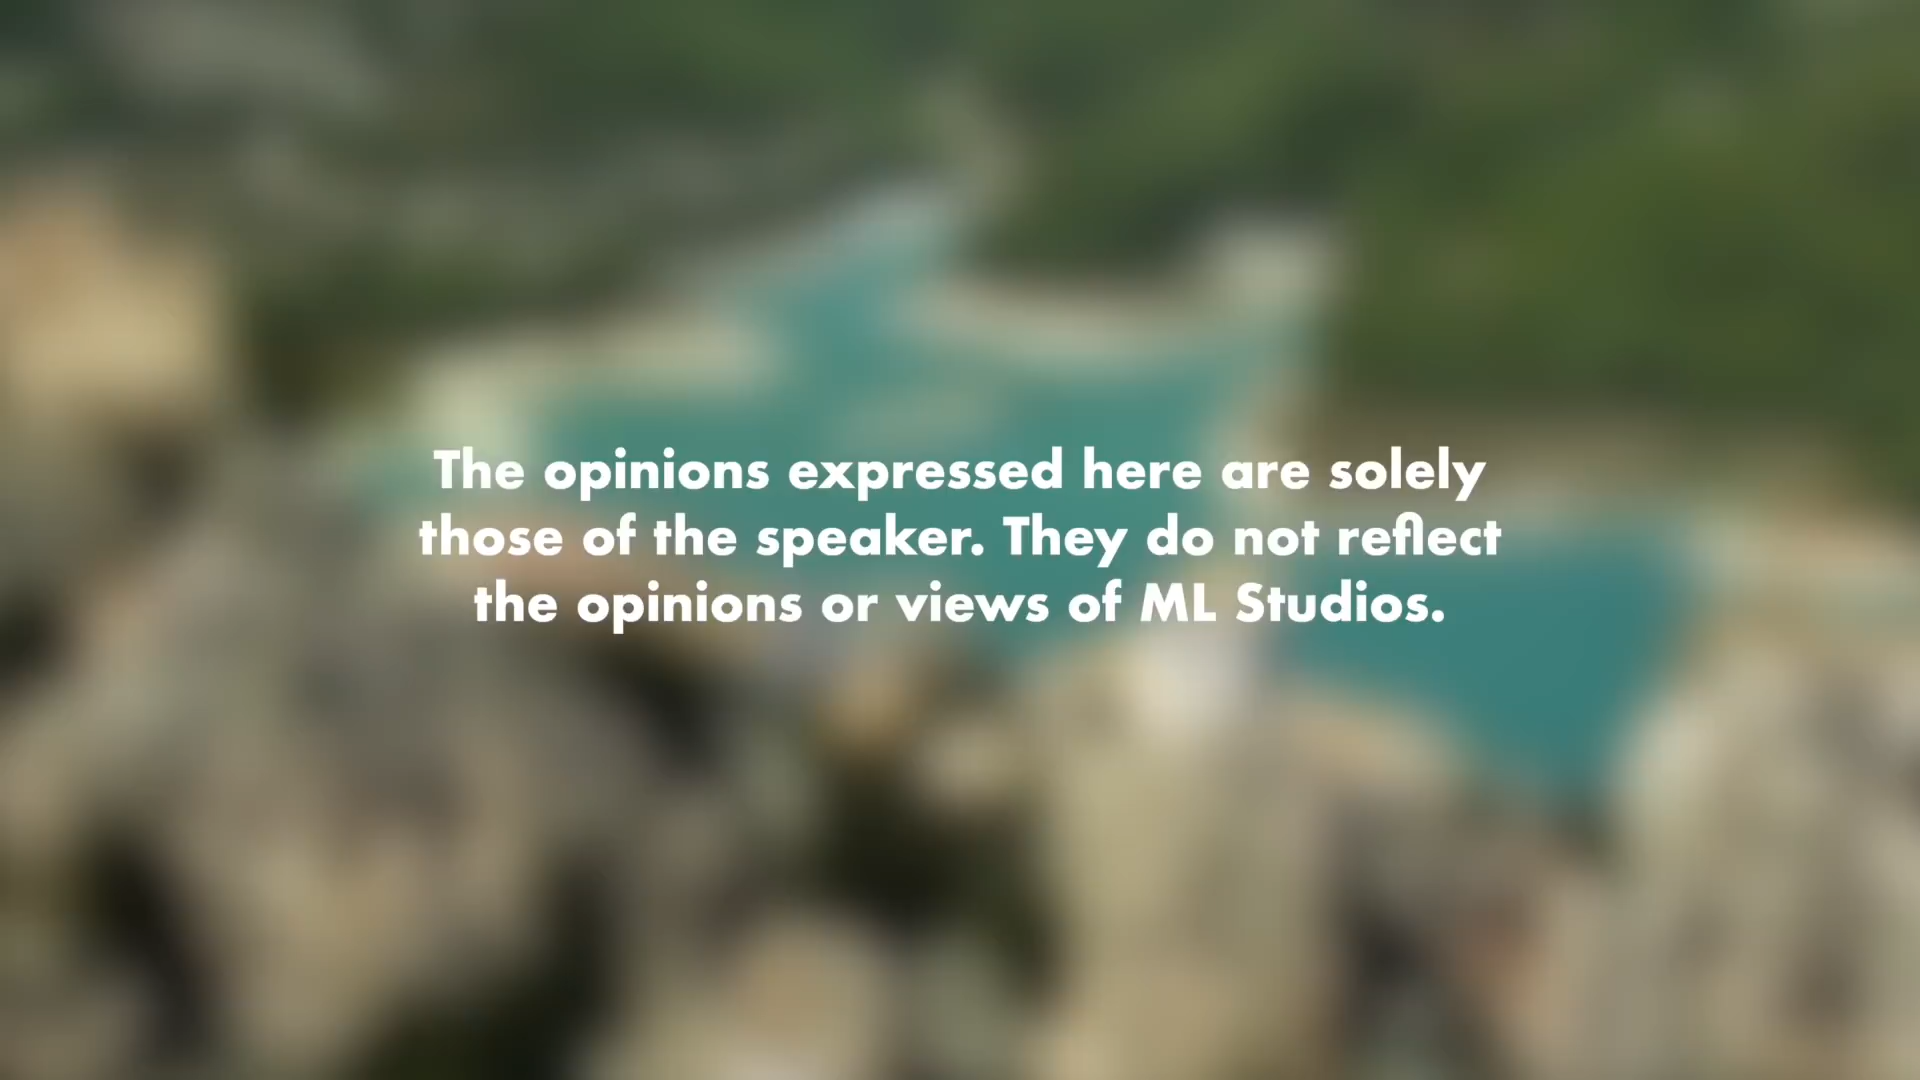 The opinions expressed here are solely
those of the speaker. They do not reflect
the opinions or views of ML Studios.